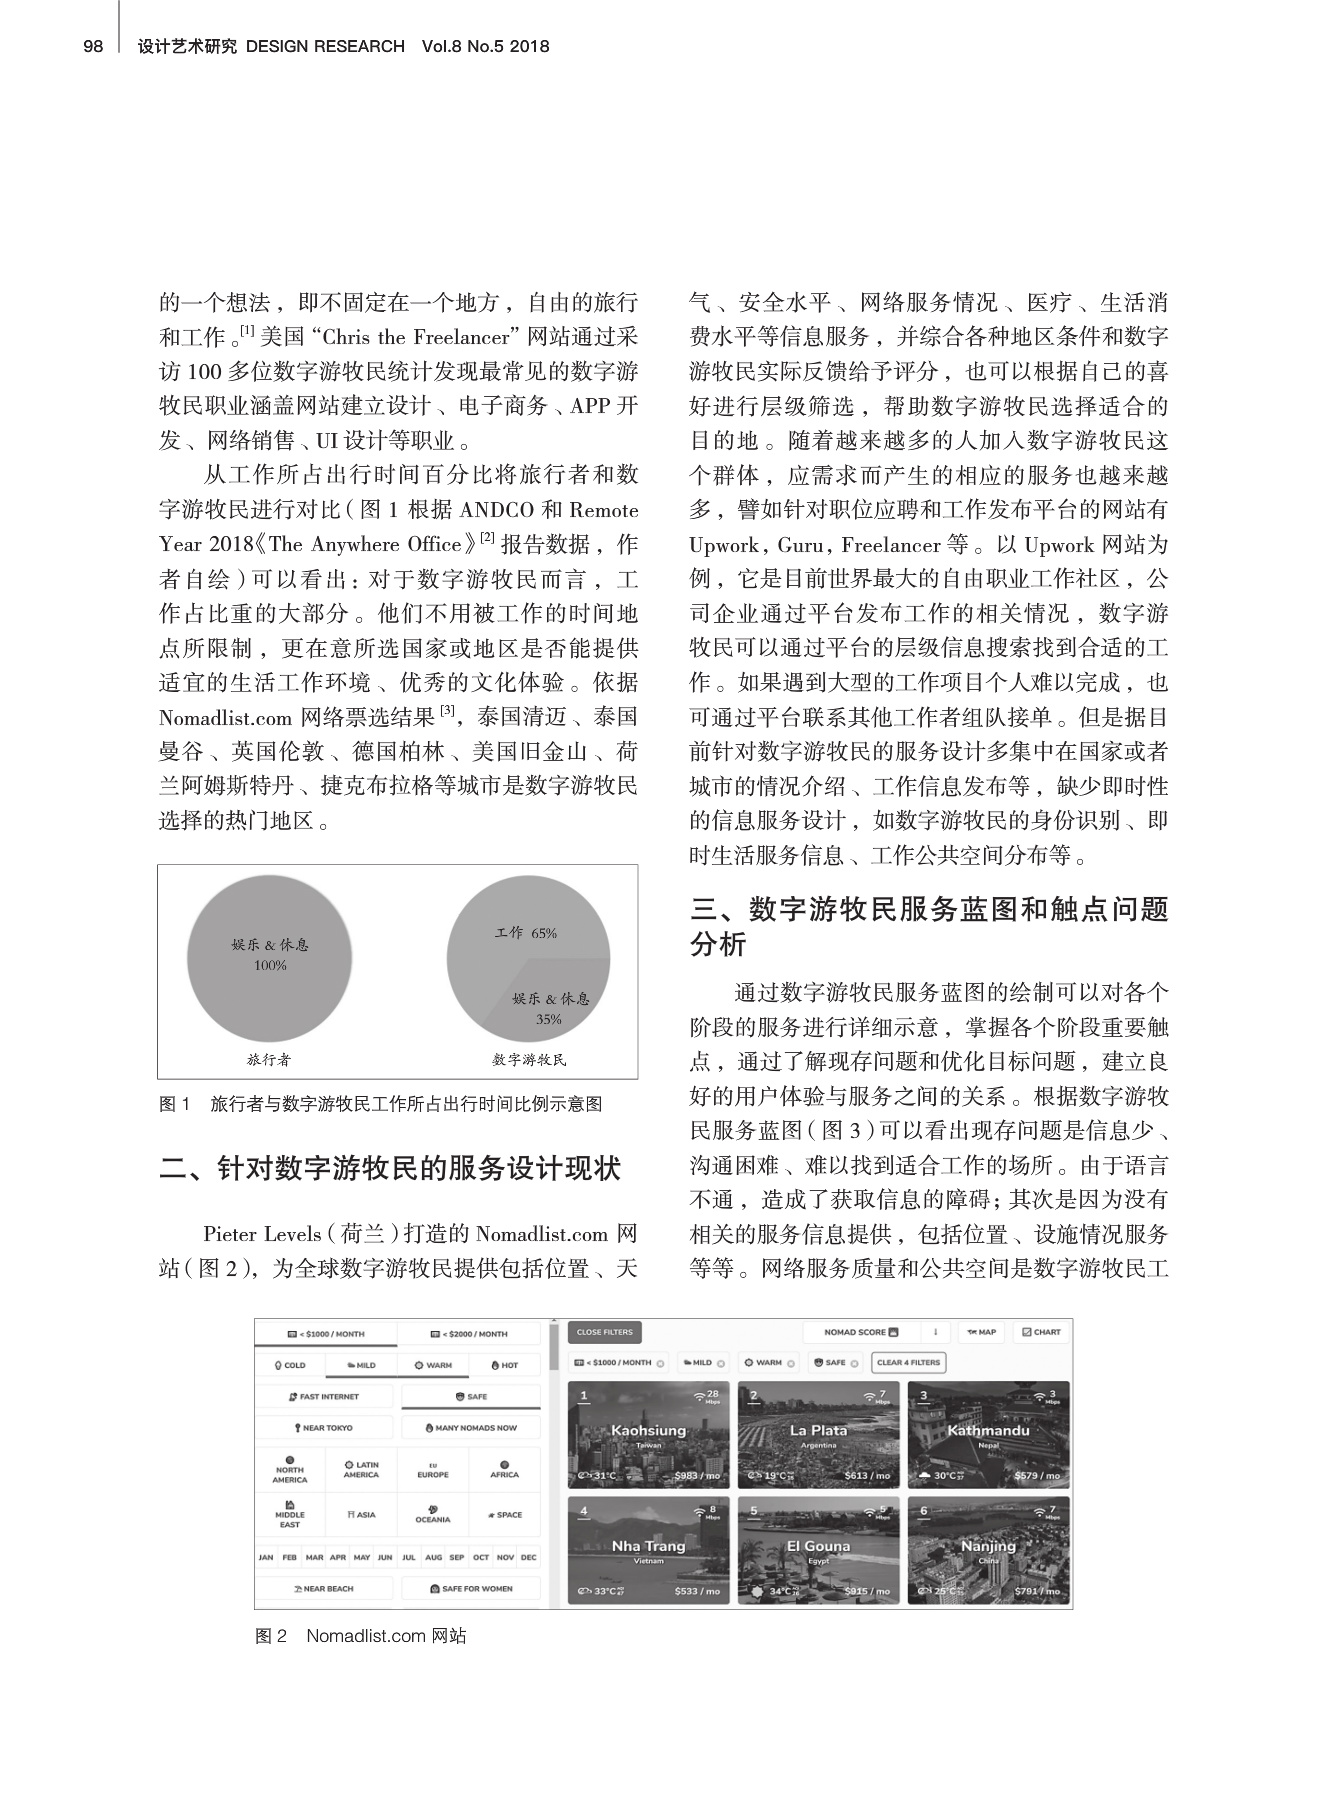 98 设计艺术研究 DESIGN RESEARCH Vol.8 No.5 2018
的一个想法，即不固定在一个地方，自由的旅行
和工作。[1] 美国“Chris the Freelancer”网站通过采
访 100 多位数字游牧民统计发现最常见的数字游
牧民职业涵盖网站建立设计、电子商务、APP 开
发、网络销售、UI 设计等职业。
从工作所占出行时间百分比将旅行者和数
字游牧民进行对比（图 1 根据 ANDCO 和 Remote
Year 2018《The Anywhere Office》[2] 报告数据，作
者自绘）可以看出：对于数字游牧民而言，工
作占比重的大部分。他们不用被工作的时间地
点所限制，更在意所选国家或地区是否能提供
适宜的生活工作环境、优秀的文化体验。依据
Nomadlist.com 网络票选结果 [3]，泰国清迈、泰国
曼谷、英国伦敦、德国柏林、美国旧金山、荷
兰阿姆斯特丹、捷克布拉格等城市是数字游牧民
选择的热门地区。
娱乐 & 休息
100%
旅行者
工作 65%
娱乐 & 休息
35%
数字游牧民
图 1 旅行者与数字游牧民工作所占出行时间比例示意图
二、针对数字游牧民的服务设计现状
Pieter Levels（荷兰）打造的 Nomadlist.com 网
站（图 2），为全球数字游牧民提供包括位置、天
气、安全水平、网络服务情况、医疗、生活消
费水平等信息服务，并综合各种地区条件和数字
游牧民实际反馈给予评分，也可以根据自己的喜
好进行层级筛选，帮助数字游牧民选择适合的
目的地。随着越来越多的人加入数字游牧民这
个群体，应需求而产生的相应的服务也越来越
多，譬如针对职位应聘和工作发布平台的网站有
Upwork，Guru，Freelancer 等。以 Upwork 网站为
例，它是目前世界最大的自由职业工作社区，公
司企业通过平台发布工作的相关情况，数字游
牧民可以通过平台的层级信息搜索找到合适的工
作。如果遇到大型的工作项目个人难以完成，也
可通过平台联系其他工作者组队接单。但是据目
前针对数字游牧民的服务设计多集中在国家或者
城市的情况介绍、工作信息发布等，缺少即时性
的信息服务设计，如数字游牧民的身份识别、即
时生活服务信息、工作公共空间分布等。
三、数字游牧民服务蓝图和触点问题
分析
通过数字游牧民服务蓝图的绘制可以对各个
阶段的服务进行详细示意，掌握各个阶段重要触
点，通过了解现存问题和优化目标问题，建立良
好的用户体验与服务之间的关系。根据数字游牧
民服务蓝图（图 3）可以看出现存问题是信息少、
沟通困难、难以找到适合工作的场所。由于语言
不通，造成了获取信息的障碍；其次是因为没有
相关的服务信息提供，包括位置、设施情况服务
等等。网络服务质量和公共空间是数字游牧民工
< $1000 / MONTH < $2000 / MONTH
COLD MILD WARM HOT
FAST INTERNET SAFE
NEAR TOKYO MANY NOMADS NOW
NORTH AMERICA LATIN AMERICA EU EUROPE AFRICA
MIDDLE EAST ASIA OCEANIA SPACE
JAN FEB MAR APR MAY JUN JUL AUG SEP OCT NOV DEC
NEAR BEACH SAFE FOR WOMEN
CLOSE FILTERS NOMAD SCORE MAP CHART
< $1000 / MONTH MILD WARM SAFE CLEAR 4 FILTERS
1 28 Mbps
Kaohsiung
Taiwan
31°C $983 / mo
2 7 Mbps
La Plata
Argentina
19°C $613 / mo
3 3 Mbps
Kathmandu
Nepal
30°C $579 / mo
4 8 Mbps
Nha Trang
Vietnam
33°C $533 / mo
5 5 Mbps
El Gouna
Egypt
34°C $915 / mo
6 7 Mbps
Nanjing
China
25°C $791 / mo
图 2 Nomadlist.com 网站